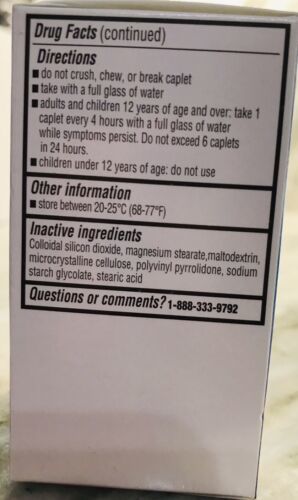 Drug Facts (continued)
Directions
■ do not crush, chew, or break caplet
■ take with a full glass of water
■ adults and children 12 years of age and over: take 1
caplet every 4 hours with a full glass of water
while symptoms persist. Do not exceed 6 caplets
in 24 hours.
■ children under 12 years of age: do not use
Other information
■ store between 20-25°C (68-77°F)
Inactive ingredients
Colloidal silicon dioxide, magnesium stearate,maltodextrin,
microcrystalline cellulose, polyvinyl pyrrolidone, sodium
starch glycolate, stearic acid
Questions or comments? 1-888-333-9792